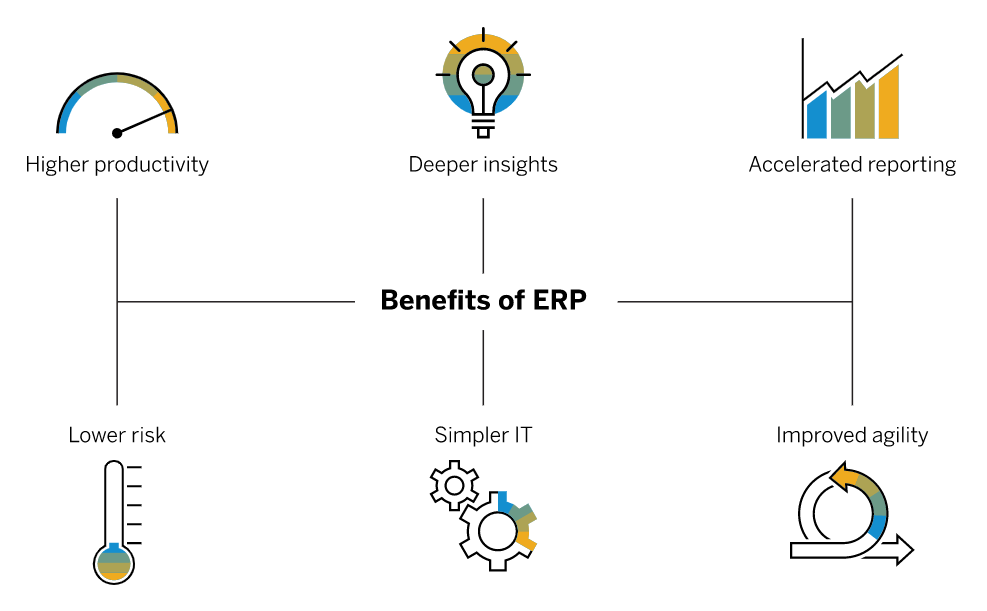 Higher productivity
Deeper insights
Accelerated reporting
Benefits of ERP
Lower risk
Simpler IT
Improved agility